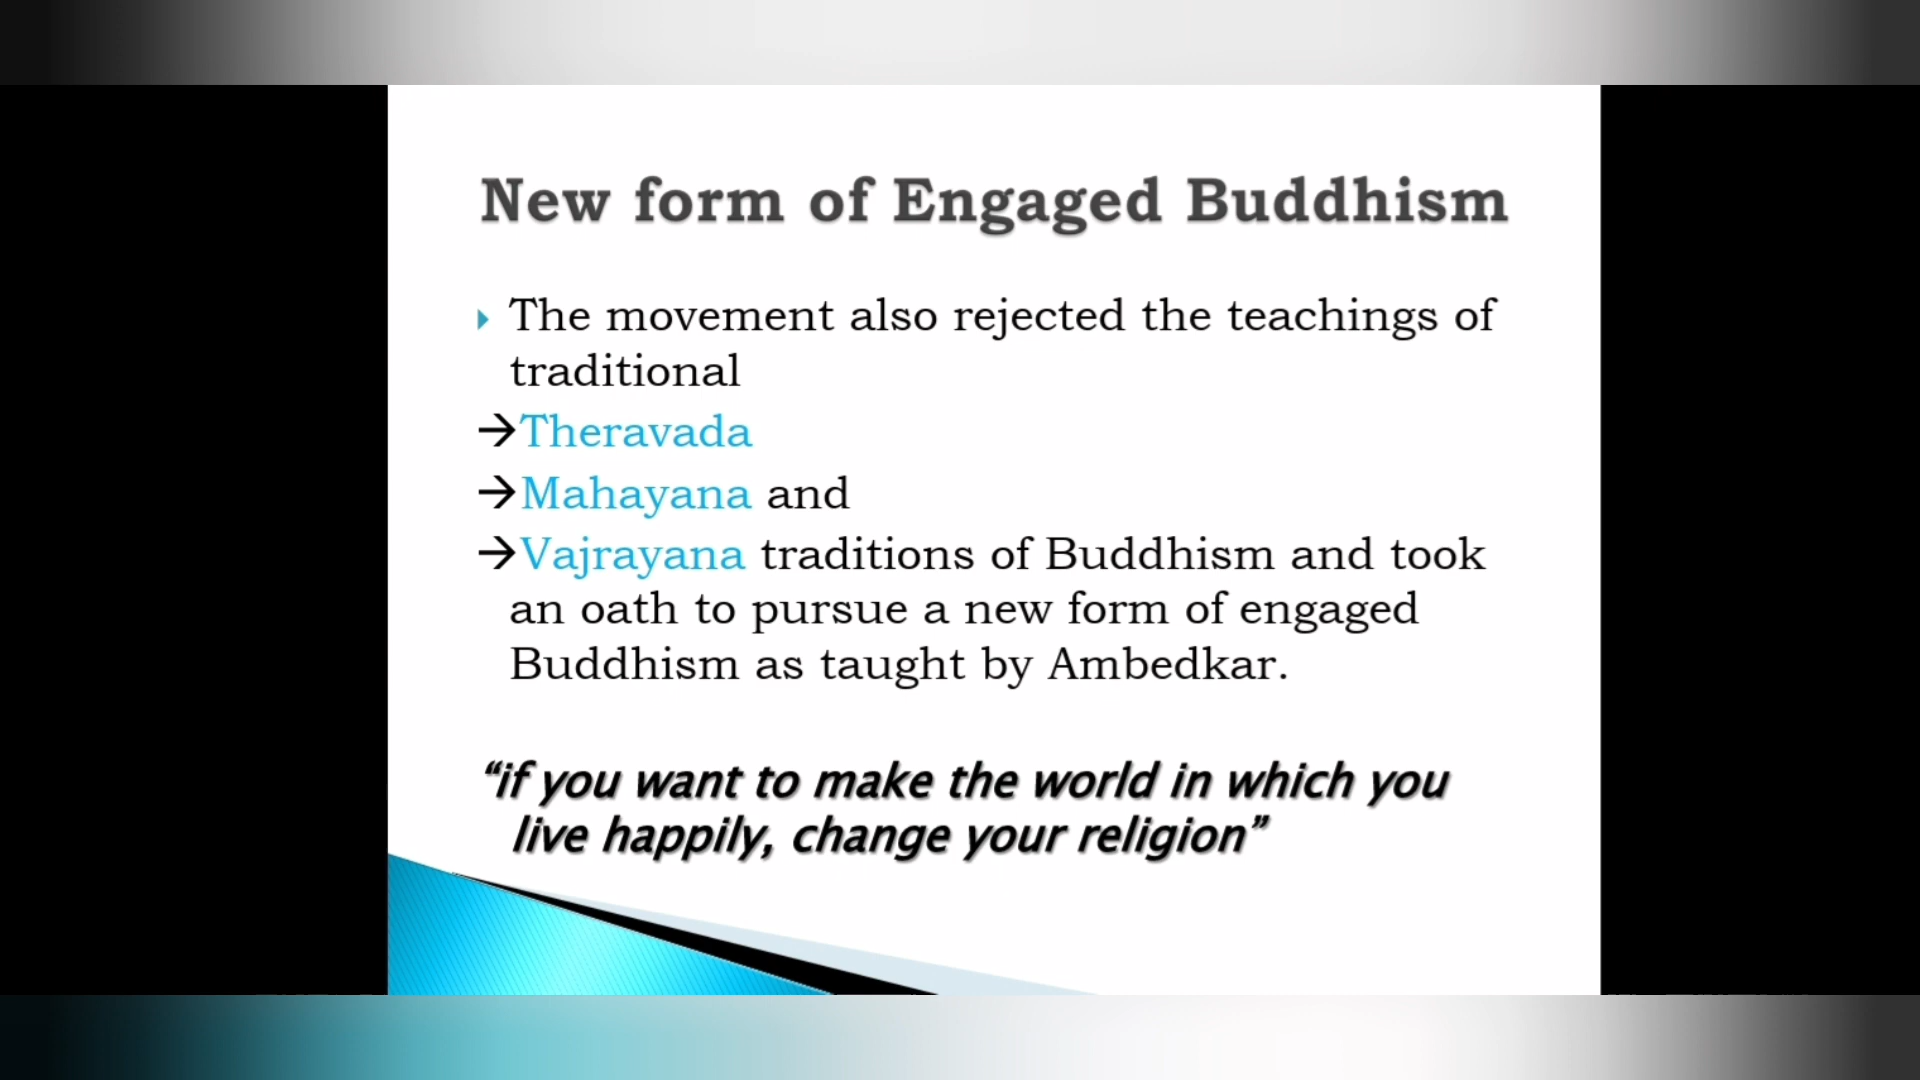 New form of Engaged Buddhism
The movement also rejected the teachings of
traditional
→Theravada
→Mahayana and
→Vajrayana traditions of Buddhism and took
an oath to pursue a new form of engaged
Buddhism as taught by Ambedkar.
“if you want to make the world in which you
live happily, change your religion”